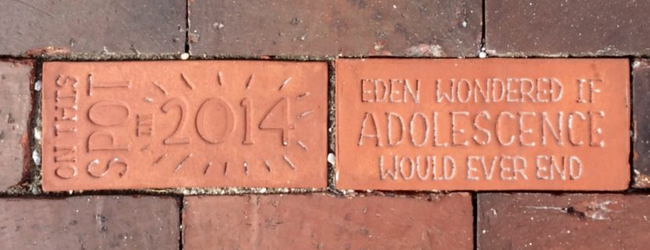 ON THIS
SPOT
IN
2014
EDEN WONDERED IF
ADOLESCENCE
WOULD EVER END